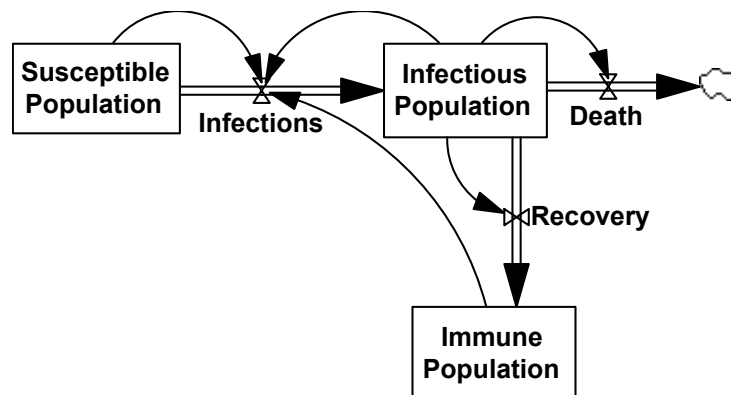 Susceptible
Population
Infections
Infectious
Population
Death
Recovery
Immune
Population